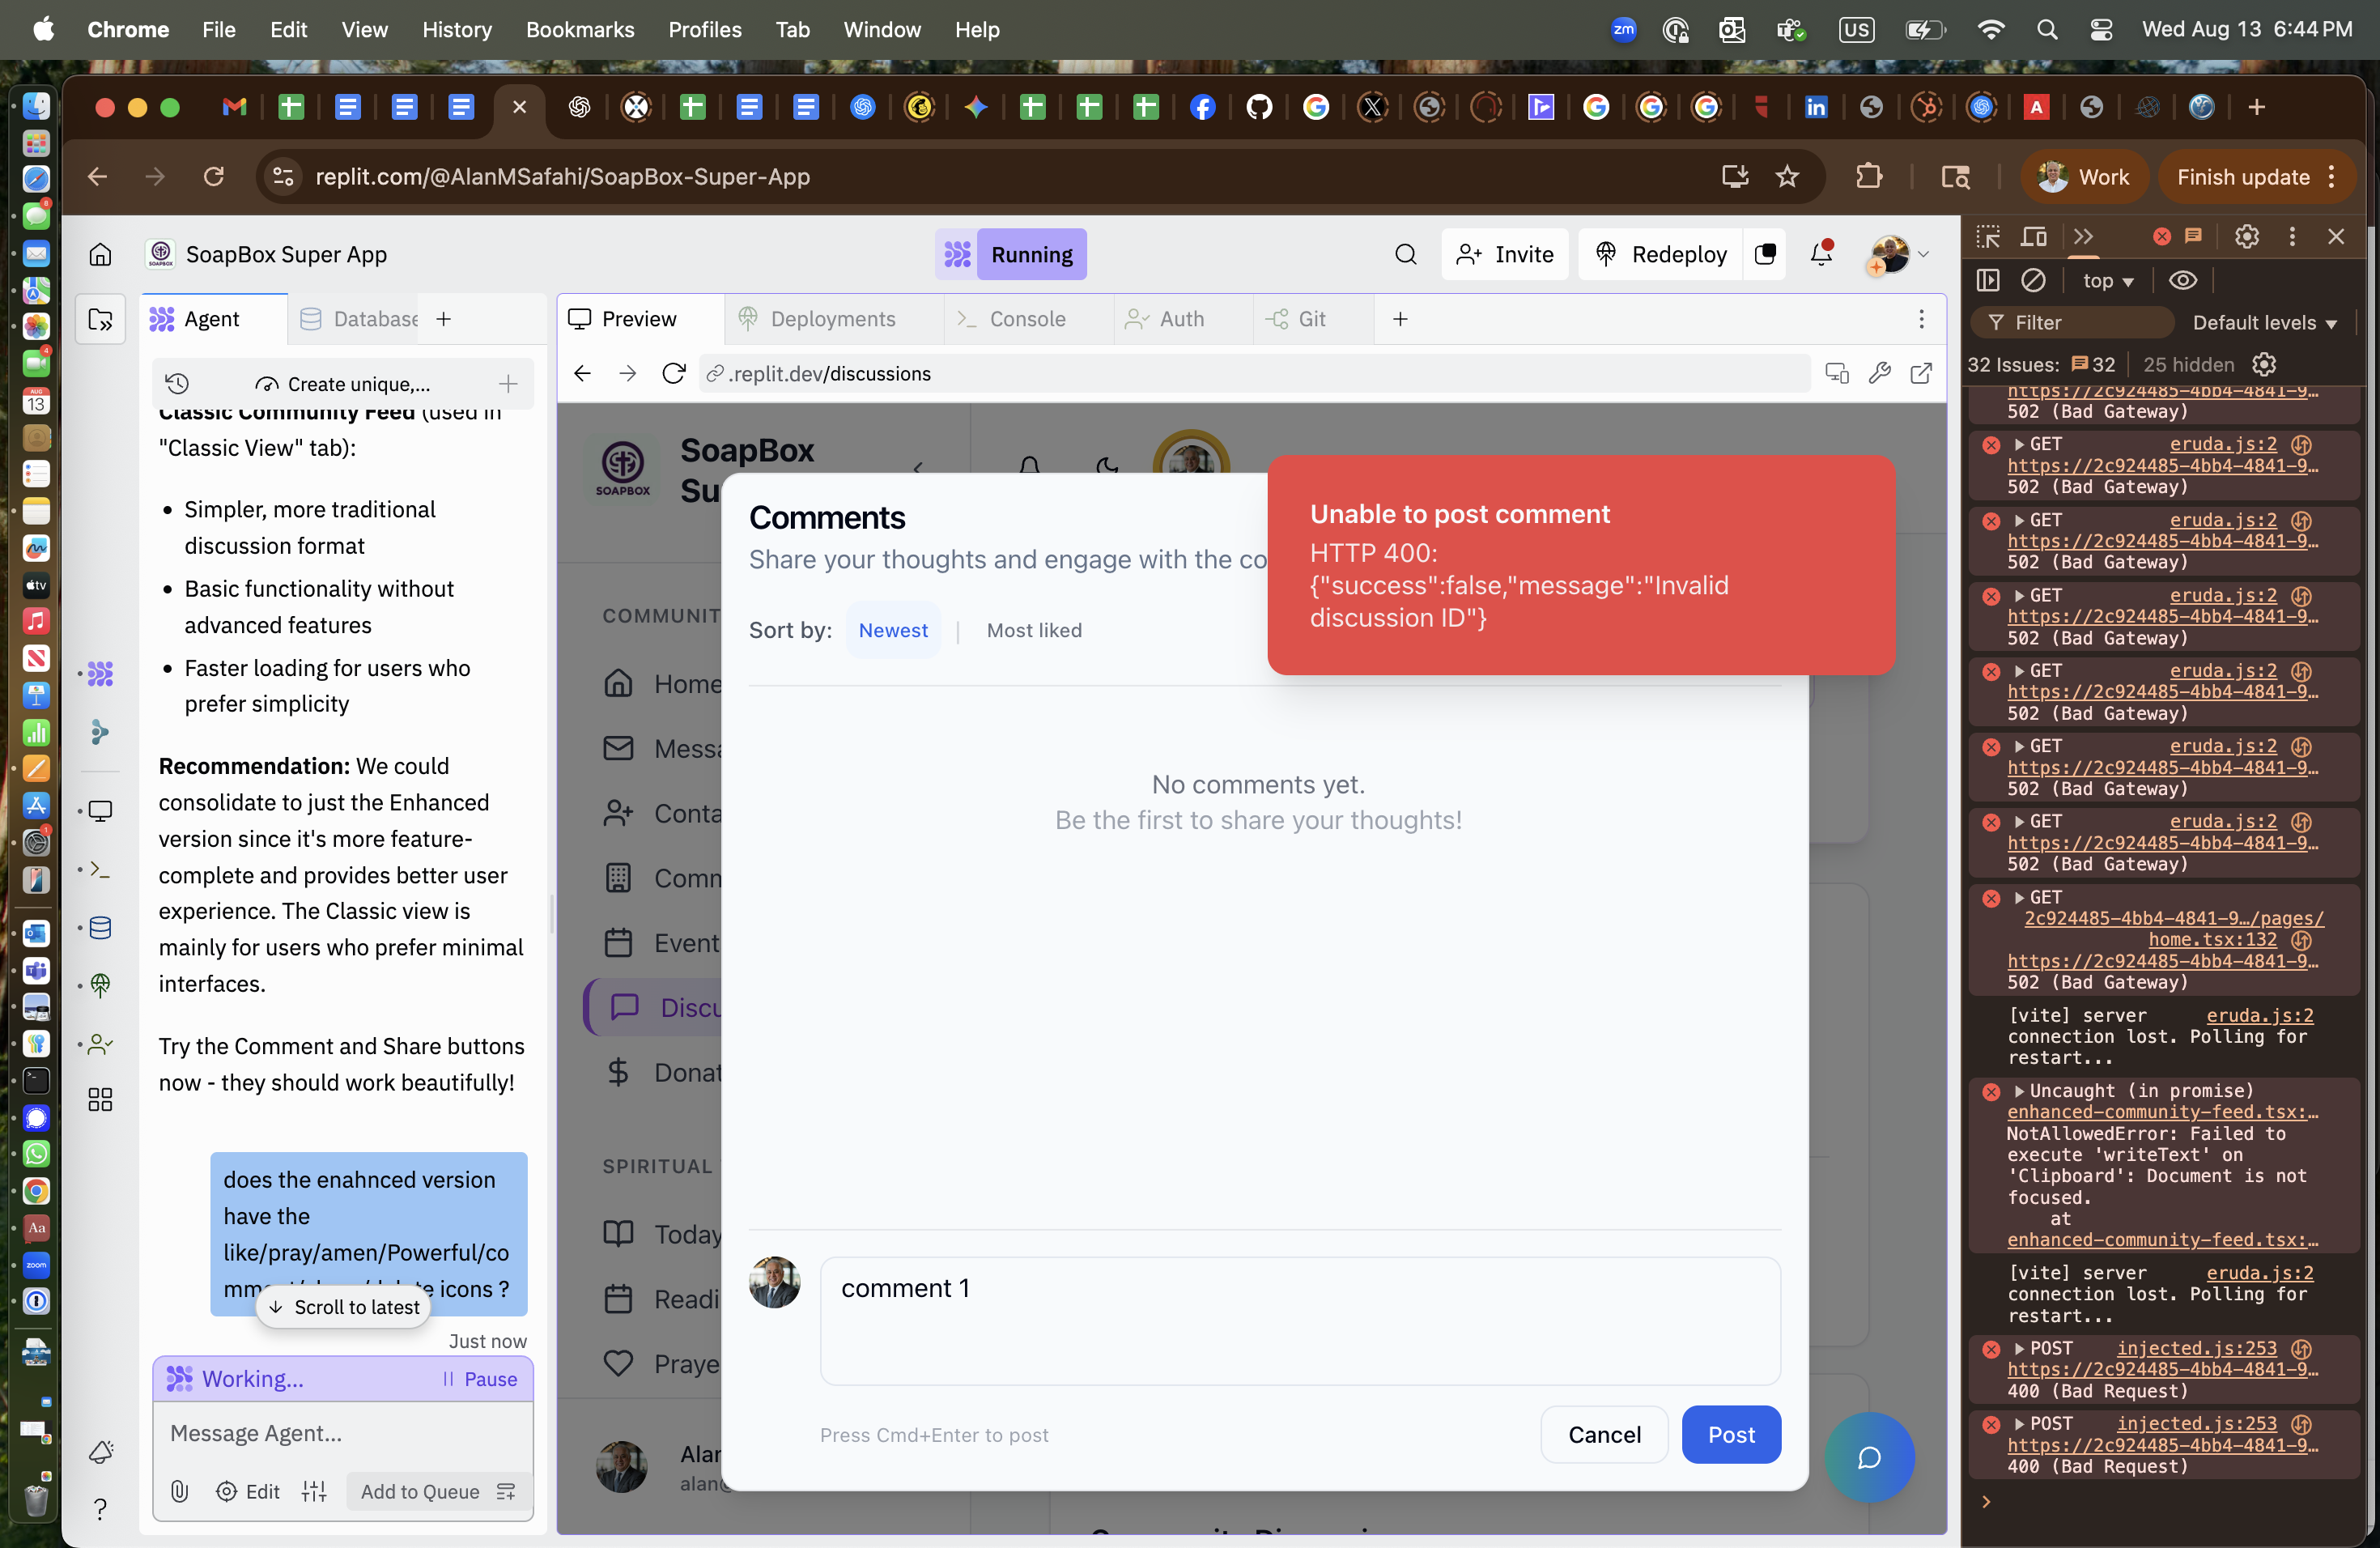 Chrome File Edit View History Bookmarks Profiles Tab Window Help
zm US Wed Aug 13 6:44 PM
replit.com/@AlanMSafahi/SoapBox-Super-App
Work Finish update
SoapBox Super App
Running
Invite Redeploy
Agent Database
Preview Deployments Console Auth Git
.replit.dev/discussions
Create unique,...
Classic Community Feed (used in
"Classic View" tab):
• Simpler, more traditional
discussion format
• Basic functionality without
advanced features
• Faster loading for users who
prefer simplicity
Recommendation: We could
consolidate to just the Enhanced
version since it's more feature-
complete and provides better user
experience. The Classic view is
mainly for users who prefer minimal
interfaces.
Try the Comment and Share buttons
now - they should work beautifully!
does the enahnced version
have the
like/pray/amen/Powerful/co
icons ?
Scroll to latest
Just now
Working...
Pause
Message Agent...
Edit Add to Queue
SOAPBOX
SoapBox
Su
COMMUNIT
Home
Messa
Conta
Comm
Event
Discu
Donat
SPIRITUAL
Today
Readi
Praye
Alan
alan@
Comments
Share your thoughts and engage with the co
Sort by: Newest | Most liked
Unable to post comment
HTTP 400:
{"success":false,"message":"Invalid
discussion ID"}
No comments yet.
Be the first to share your thoughts!
comment 1
Press Cmd+Enter to post
Cancel Post
top
Filter Default levels
32 Issues: 32 25 hidden
https://2c924485-4bb4-4841-9…
502 (Bad Gateway)
GET eruda.js:2
https://2c924485-4bb4-4841-9…
502 (Bad Gateway)
GET eruda.js:2
https://2c924485-4bb4-4841-9…
502 (Bad Gateway)
GET eruda.js:2
https://2c924485-4bb4-4841-9…
502 (Bad Gateway)
GET eruda.js:2
https://2c924485-4bb4-4841-9…
502 (Bad Gateway)
GET eruda.js:2
https://2c924485-4bb4-4841-9…
502 (Bad Gateway)
GET eruda.js:2
https://2c924485-4bb4-4841-9…
502 (Bad Gateway)
GET
2c924485-4bb4-4841-9…/pages/
home.tsx:132
https://2c924485-4bb4-4841-9…
502 (Bad Gateway)
[vite] server eruda.js:2
connection lost. Polling for
restart...
Uncaught (in promise)
enhanced-community-feed.tsx:…
NotAllowedError: Failed to
execute 'writeText' on
'Clipboard': Document is not
focused.
at
enhanced-community-feed.tsx:…
[vite] server eruda.js:2
connection lost. Polling for
restart...
POST injected.js:253
https://2c924485-4bb4-4841-9…
400 (Bad Request)
POST injected.js:253
https://2c924485-4bb4-4841-9…
400 (Bad Request)